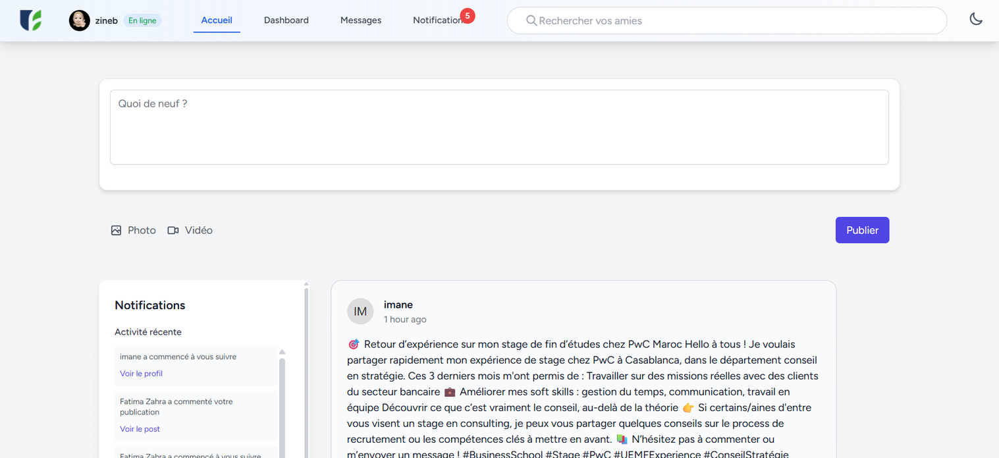 zineb
En ligne
Accueil
Dashboard
Messages
Notification
5
Rechercher vos amies
Quoi de neuf ?
Photo
Vidéo
Publier
Notifications
Activité récente
imane a commencé à vous suivre
Voir le profil
Fatima Zahra a commenté votre
publication
Voir le post
Fatima Zahra a commencé à vous suivre
IM
imane
1 hour ago
🎯 Retour d’expérience sur mon stage de fin d’études chez PwC Maroc Hello à tous ! Je voulais
partager rapidement mon expérience de stage chez PwC à Casablanca, dans le département conseil
en stratégie. Ces 3 derniers mois m'ont permis de : Travailler sur des missions réelles avec des clients
du secteur bancaire 💼 Améliorer mes soft skills : gestion du temps, communication, travail en
équipe Découvrir ce que c’est vraiment le conseil, au-delà de la théorie 👉 Si certains/aines d'entre
vous visent un stage en consulting, je peux vous partager quelques conseils sur le process de
recrutement ou les compétences clés à mettre en avant. 📚 N’hésitez pas à commenter ou
m’envoyer un message ! #BusinessSchool #Stage #PwC #UEMFExperience #ConseilStratégie